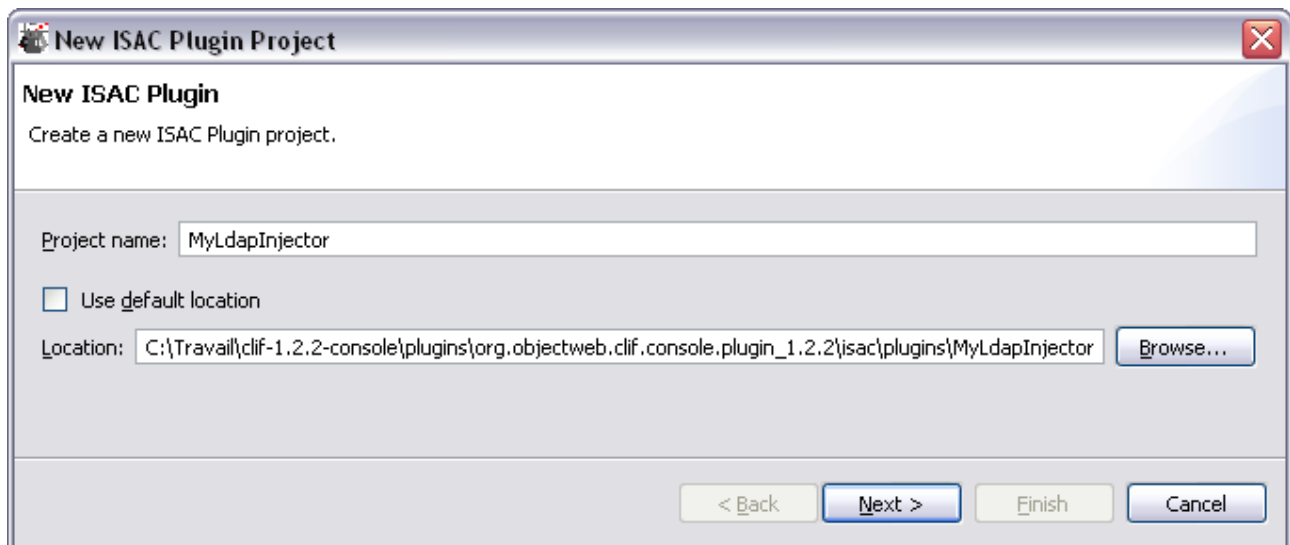 New ISAC Plugin Project
New ISAC Plugin
Create a new ISAC Plugin project.
Project name: MyLdapInjector
Use default location
Location: C:\Travail\clif-1.2.2-console\plugins\org.objectweb.clif.console.plugin_1.2.2\isac\plugins\MyLdapInjector Browse...
< Back Next > Finish Cancel